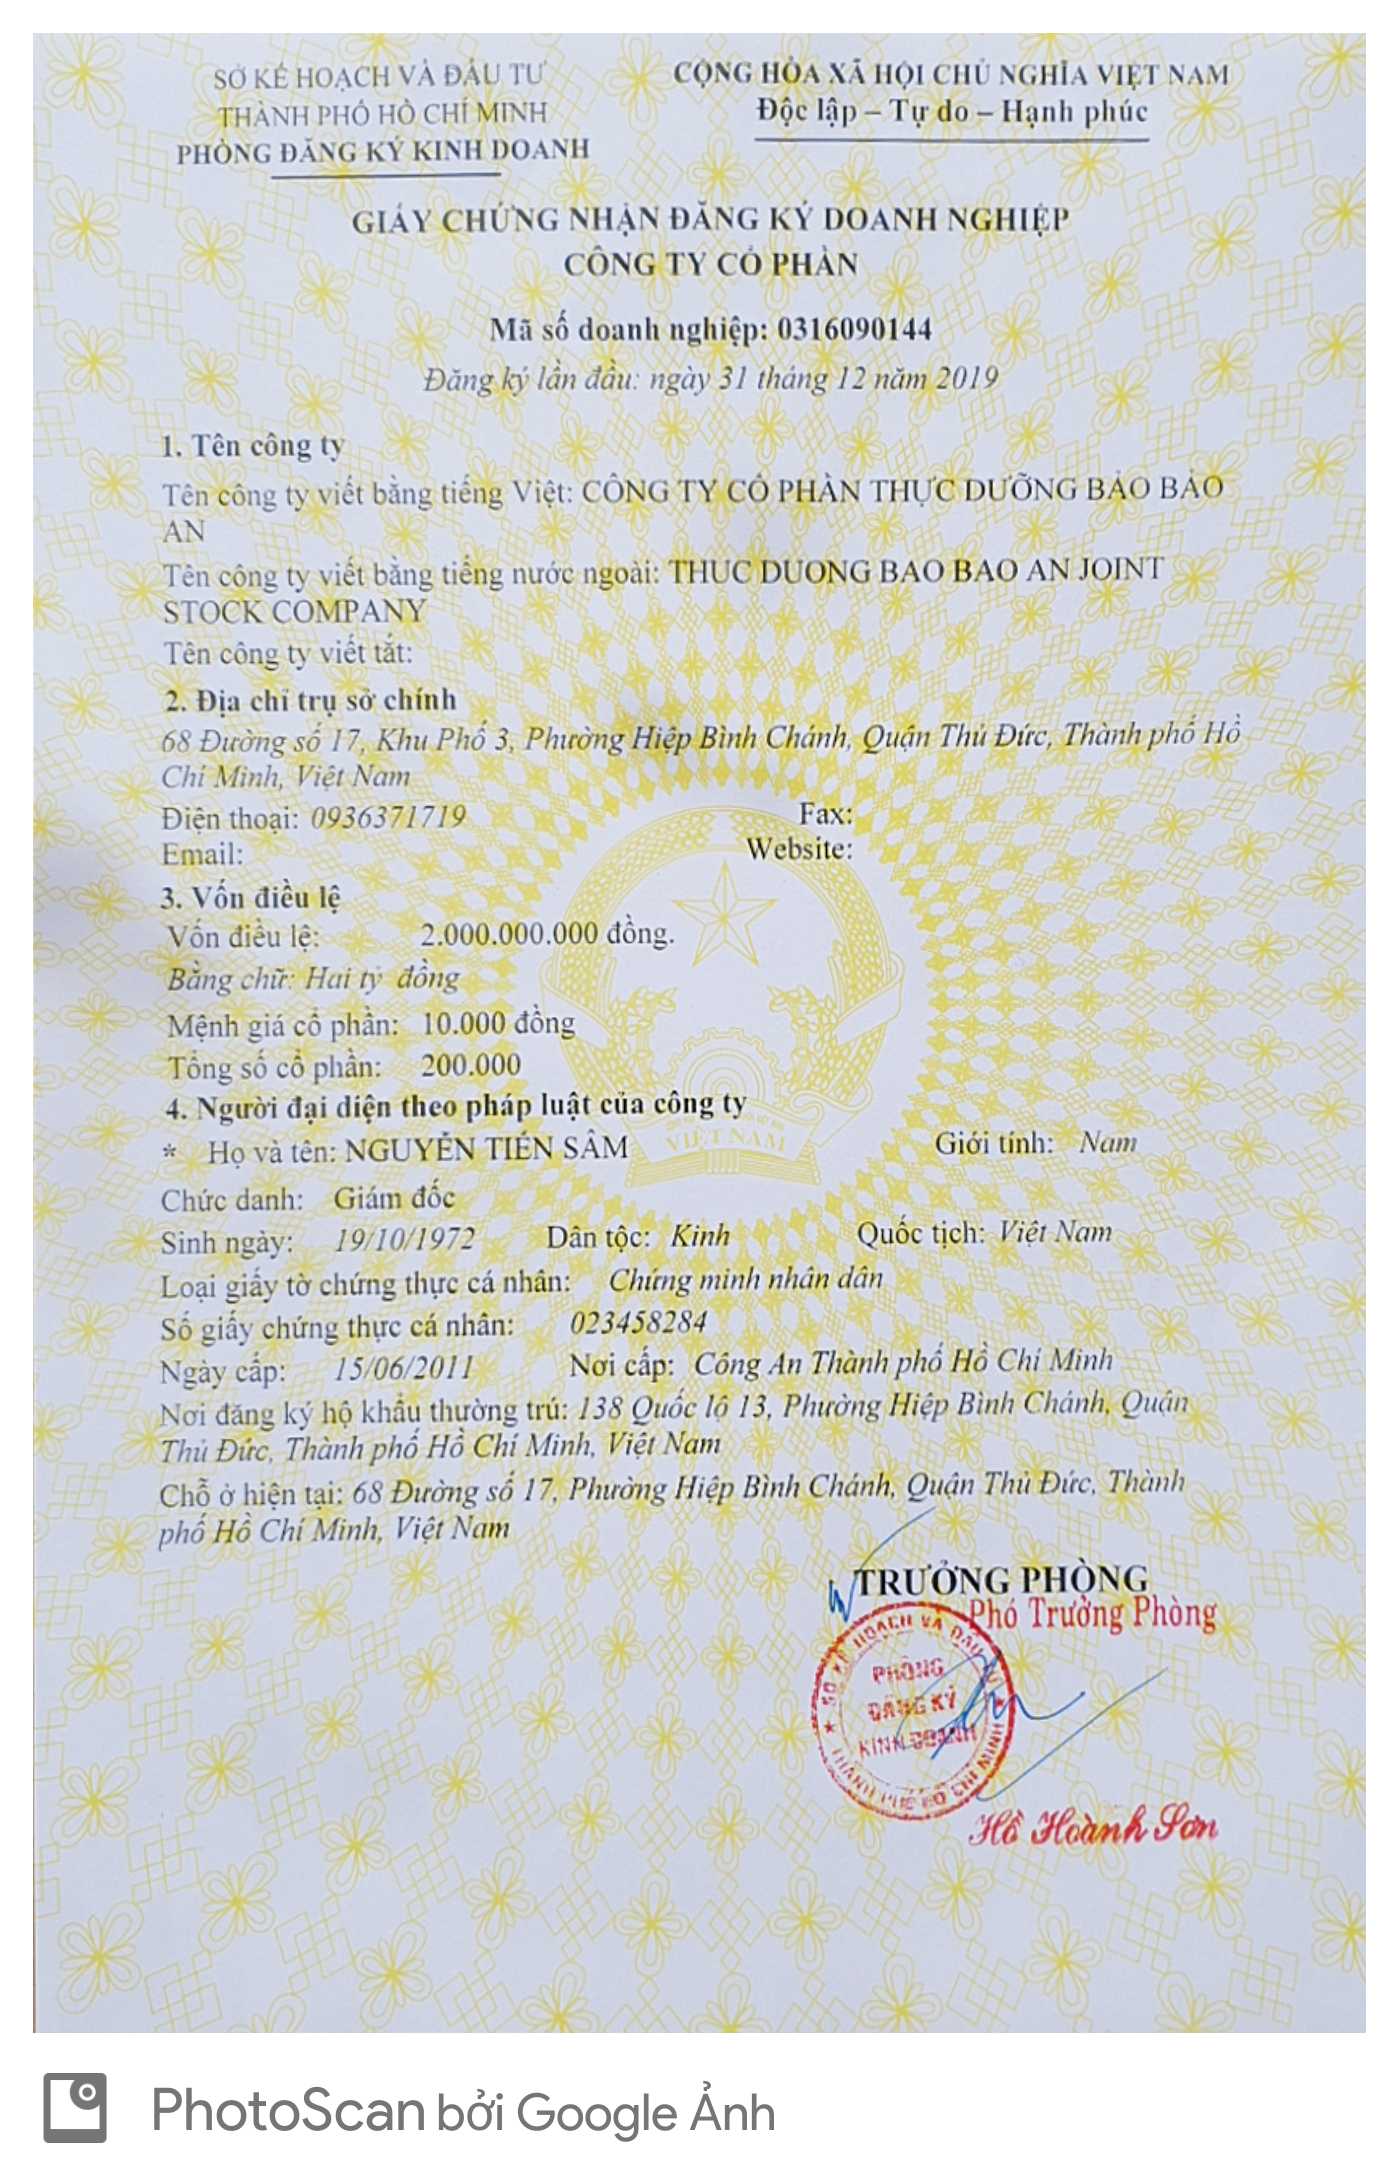 SỞ KẾ HOẠCH VÀ ĐẦU TƯ
THÀNH PHỐ HỒ CHÍ MINH
PHÒNG ĐĂNG KÝ KINH DOANH
CỘNG HÒA XÃ HỘI CHỦ NGHĨA VIỆT NAM
Độc lập – Tự do – Hạnh phúc
GIẤY CHỨNG NHẬN ĐĂNG KÝ DOANH NGHIỆP
CÔNG TY CỔ PHẦN
Mã số doanh nghiệp: 0316090144
Đăng ký lần đầu: ngày 31 tháng 12 năm 2019
1. Tên công ty
Tên công ty viết bằng tiếng Việt: CÔNG TY CỔ PHẦN THỰC DƯỠNG BẢO BẢO
AN
Tên công ty viết bằng tiếng nước ngoài: THUC DUONG BAO BAO AN JOINT
STOCK COMPANY
Tên công ty viết tắt:
2. Địa chỉ trụ sở chính
68 Đường số 17, Khu Phố 3, Phường Hiệp Bình Chánh, Quận Thủ Đức, Thành phố Hồ
Chí Minh, Việt Nam
Điện thoại: 0936371719 Fax:
Email: Website:
3. Vốn điều lệ
Vốn điều lệ: 2.000.000.000 đồng.
Bằng chữ: Hai tỷ đồng
Mệnh giá cổ phần: 10.000 đồng
Tổng số cổ phần: 200.000
4. Người đại diện theo pháp luật của công ty
* Họ và tên: NGUYỄN TIẾN SÂM Giới tính: Nam
Chức danh: Giám đốc
Sinh ngày: 19/10/1972 Dân tộc: Kinh Quốc tịch: Việt Nam
Loại giấy tờ chứng thực cá nhân: Chứng minh nhân dân
Số giấy chứng thực cá nhân: 023458284
Ngày cấp: 15/06/2011 Nơi cấp: Công An Thành phố Hồ Chí Minh
Nơi đăng ký hộ khẩu thường trú: 138 Quốc lộ 13, Phường Hiệp Bình Chánh, Quận
Thủ Đức, Thành phố Hồ Chí Minh, Việt Nam
Chỗ ở hiện tại: 68 Đường số 17, Phường Hiệp Bình Chánh, Quận Thủ Đức, Thành
phố Hồ Chí Minh, Việt Nam
TRƯỞNG PHÒNG
Phó Trưởng Phòng
SỞ KẾ HOẠCH VÀ ĐẦU TƯ
PHÒNG
ĐĂNG KÝ
KINH DOANH
THÀNH PHỐ HỒ CHÍ MINH
Hồ Hoành Sơn
VIỆT NAM
PhotoScan bởi Google Ảnh